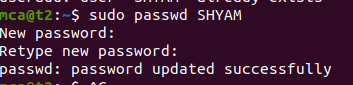 mca@t2:~$ sudo passwd SHYAM
New password:
Retype new password:
passwd: password updated successfully